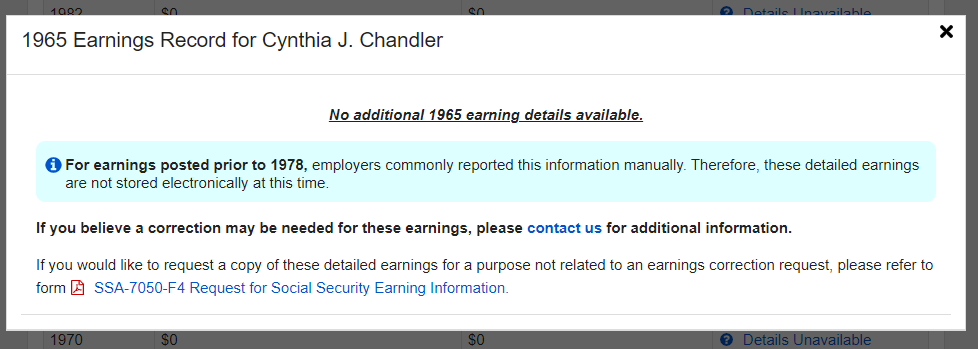 1982 $0 $0 Details Unavailable
1965 Earnings Record for Cynthia J. Chandler
No additional 1965 earning details available.
For earnings posted prior to 1978, employers commonly reported this information manually. Therefore, these detailed earnings
are not stored electronically at this time.
If you believe a correction may be needed for these earnings, please contact us for additional information.
If you would like to request a copy of these detailed earnings for a purpose not related to an earnings correction request, please refer to
form SSA-7050-F4 Request for Social Security Earning Information.
1970 $0 $0 Details Unavailable